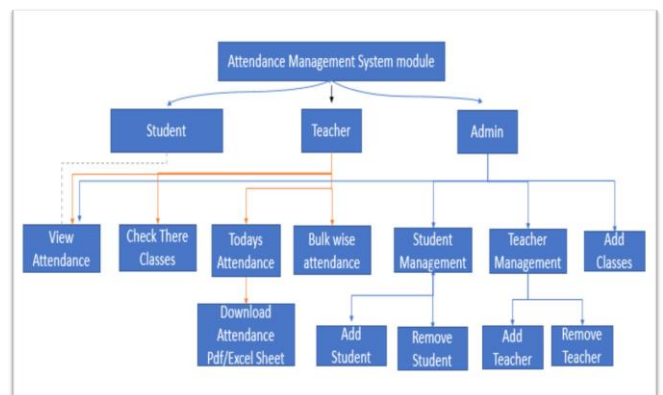 Attendance Management System module
Student
Teacher
Admin
View
Attendance
Check There
Classes
Todays
Attendance
Bulk wise
attendance
Student
Management
Teacher
Management
Add
Classes
Download
Attendance
Pdf/Excel Sheet
Add
Student
Remove
Student
Add
Teacher
Remove
Teacher